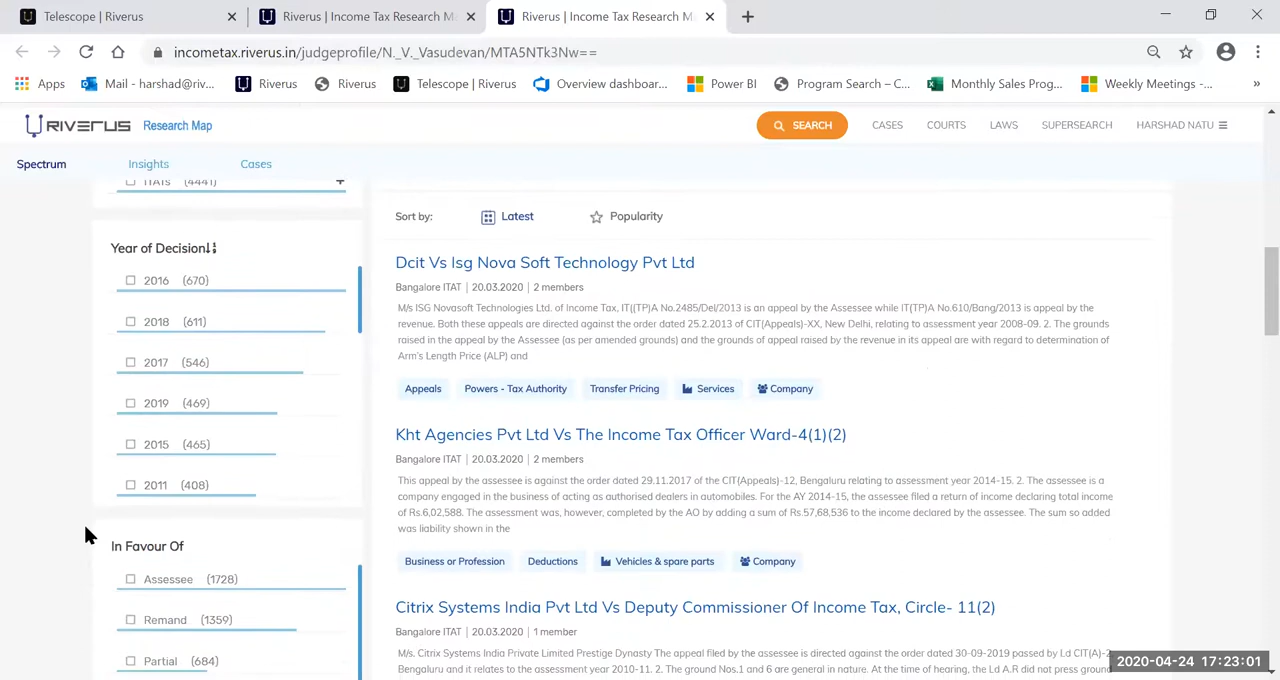 Telescope | Riverus
Riverus | Income Tax Research M
Riverus | Income Tax Research M
incometax.riverus.in/judgeprofile/N._V._Vasudevan/MTA5NTk3Nw==
Apps
Mail - harshad@riv...
Riverus
Riverus
Telescope | Riverus
Overview dashboar...
Power BI
Program Search – C...
Monthly Sales Prog...
Weekly Meetings -...
»
RIVERUS
Research Map
SEARCH
CASES
COURTS
LAWS
SUPERSEARCH
HARSHAD NATU
Spectrum
Insights
Cases
ITATs (4441)
+
Year of Decision
2016 (670)
2018 (611)
2017 (546)
2019 (469)
2015 (465)
2011 (408)
In Favour Of
Assessee (1728)
Remand (1359)
Partial (684)
Sort by:
Latest
Popularity
Dcit Vs Isg Nova Soft Technology Pvt Ltd
Bangalore ITAT | 20.03.2020 | 2 members
M/s ISG Novasoft Technologies Ltd. of Income Tax, IT((TP)A No.2485/Del/2013 is an appeal by the Assessee while IT(TP)A No.610/Bang/2013 is appeal by the
revenue. Both these appeals are directed against the order dated 25.2.2013 of CIT(Appeals)-XX, New Delhi, relating to assessment year 2008-09. 2. The grounds
raised in the appeal by the Assessee (as per amended grounds) and the grounds of appeal raised by the revenue in its appeal are with regard to determination of
Arm's Length Price (ALP) and
Appeals
Powers - Tax Authority
Transfer Pricing
Services
Company
Kht Agencies Pvt Ltd Vs The Income Tax Officer Ward-4(1)(2)
Bangalore ITAT | 20.03.2020 | 2 members
This appeal by the assessee is against the order dated 29.11.2017 of the CIT(Appeals)-12, Bengaluru relating to assessment year 2014-15. 2. The assessee is a
company engaged in the business of acting as authorised dealers in automobiles. For the AY 2014-15, the assessee filed a return of income declaring total income
of Rs.6,02,588. The assessment was, however, completed by the AO by adding a sum of Rs.57,68,536 to the income declared by the assessee. The sum so added
was liability shown in the
Business or Profession
Deductions
Vehicles & spare parts
Company
Citrix Systems India Pvt Ltd Vs Deputy Commissioner Of Income Tax, Circle- 11(2)
Bangalore ITAT | 20.03.2020 | 1 member
M/s. Citrix Systems India Private Limited Prestige Dynasty The appeal filed by the assessee is directed against the order dated 30-09-2019 passed by Ld CIT(A)-2,
Bengaluru and it relates to the assessment year 2010-11. 2. The ground Nos.1 and 6 are general in nature. At the time of hearing, the Ld A.R did not press ground
2020-04-24 17:23:01